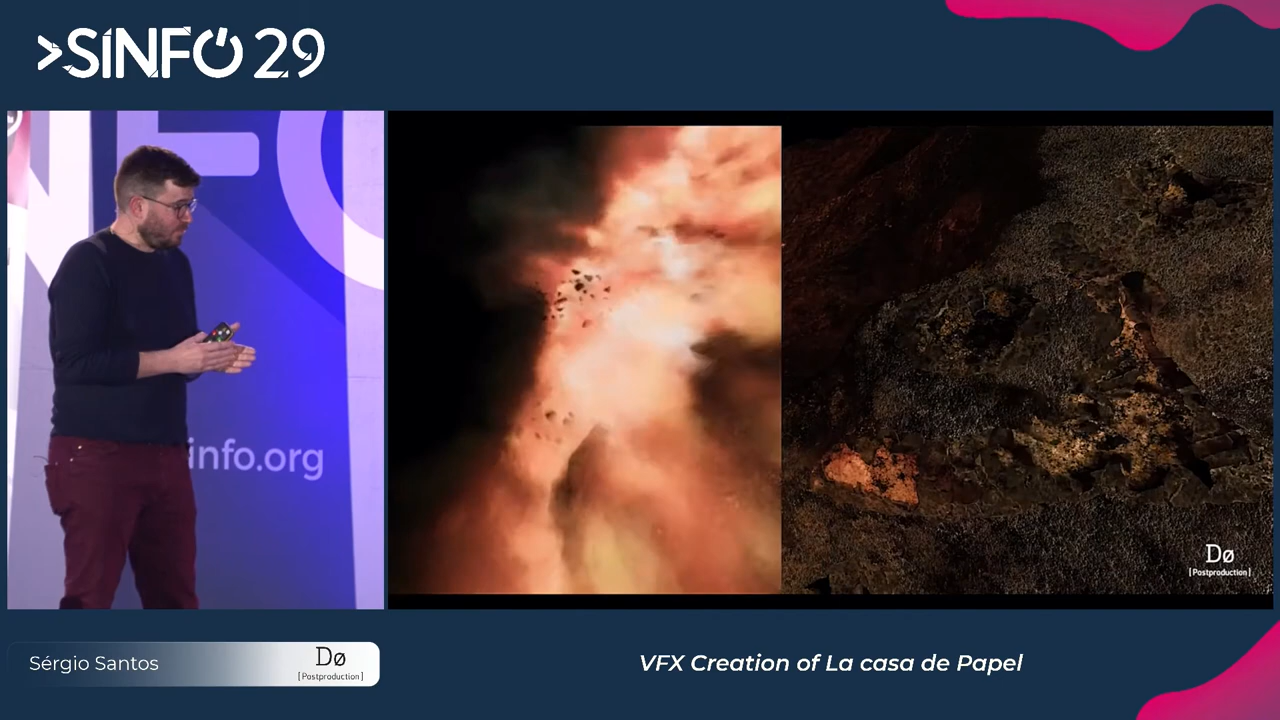 >SINFO 29
info.org
Dø
[Postproduction]
Sérgio Santos
Dø
[Postproduction]
VFX Creation of La casa de Papel